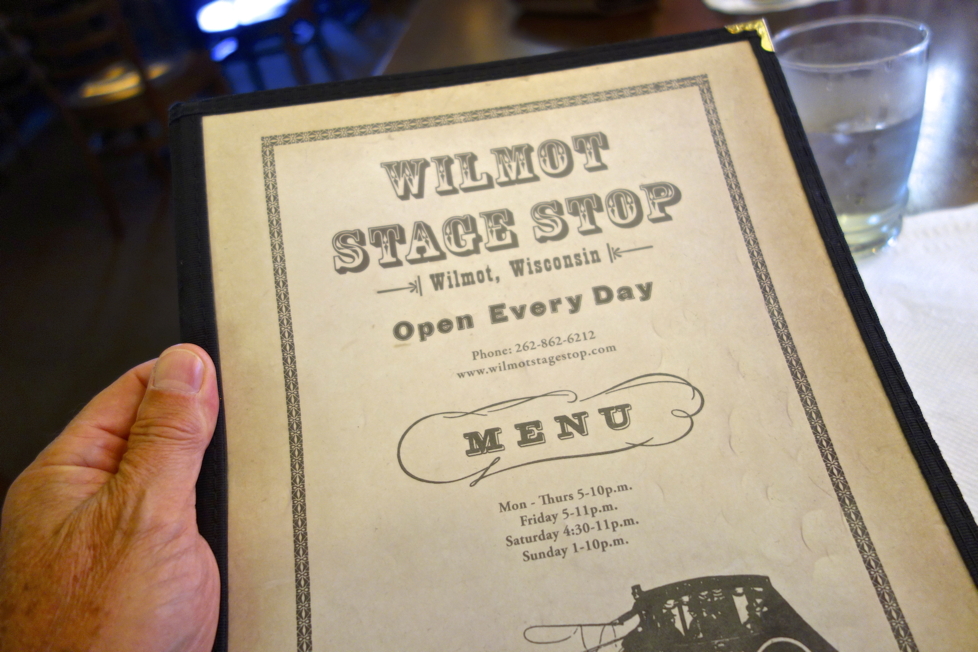 WILMOT
STAGE STOP
Wilmot, Wisconsin
Open Every Day
Phone: 262-862-6212
www.wilmotstagestop.com
MENU
Mon - Thurs 5-10p.m.
Friday 5-11p.m.
Saturday 4:30-11p.m.
Sunday 1-10p.m.